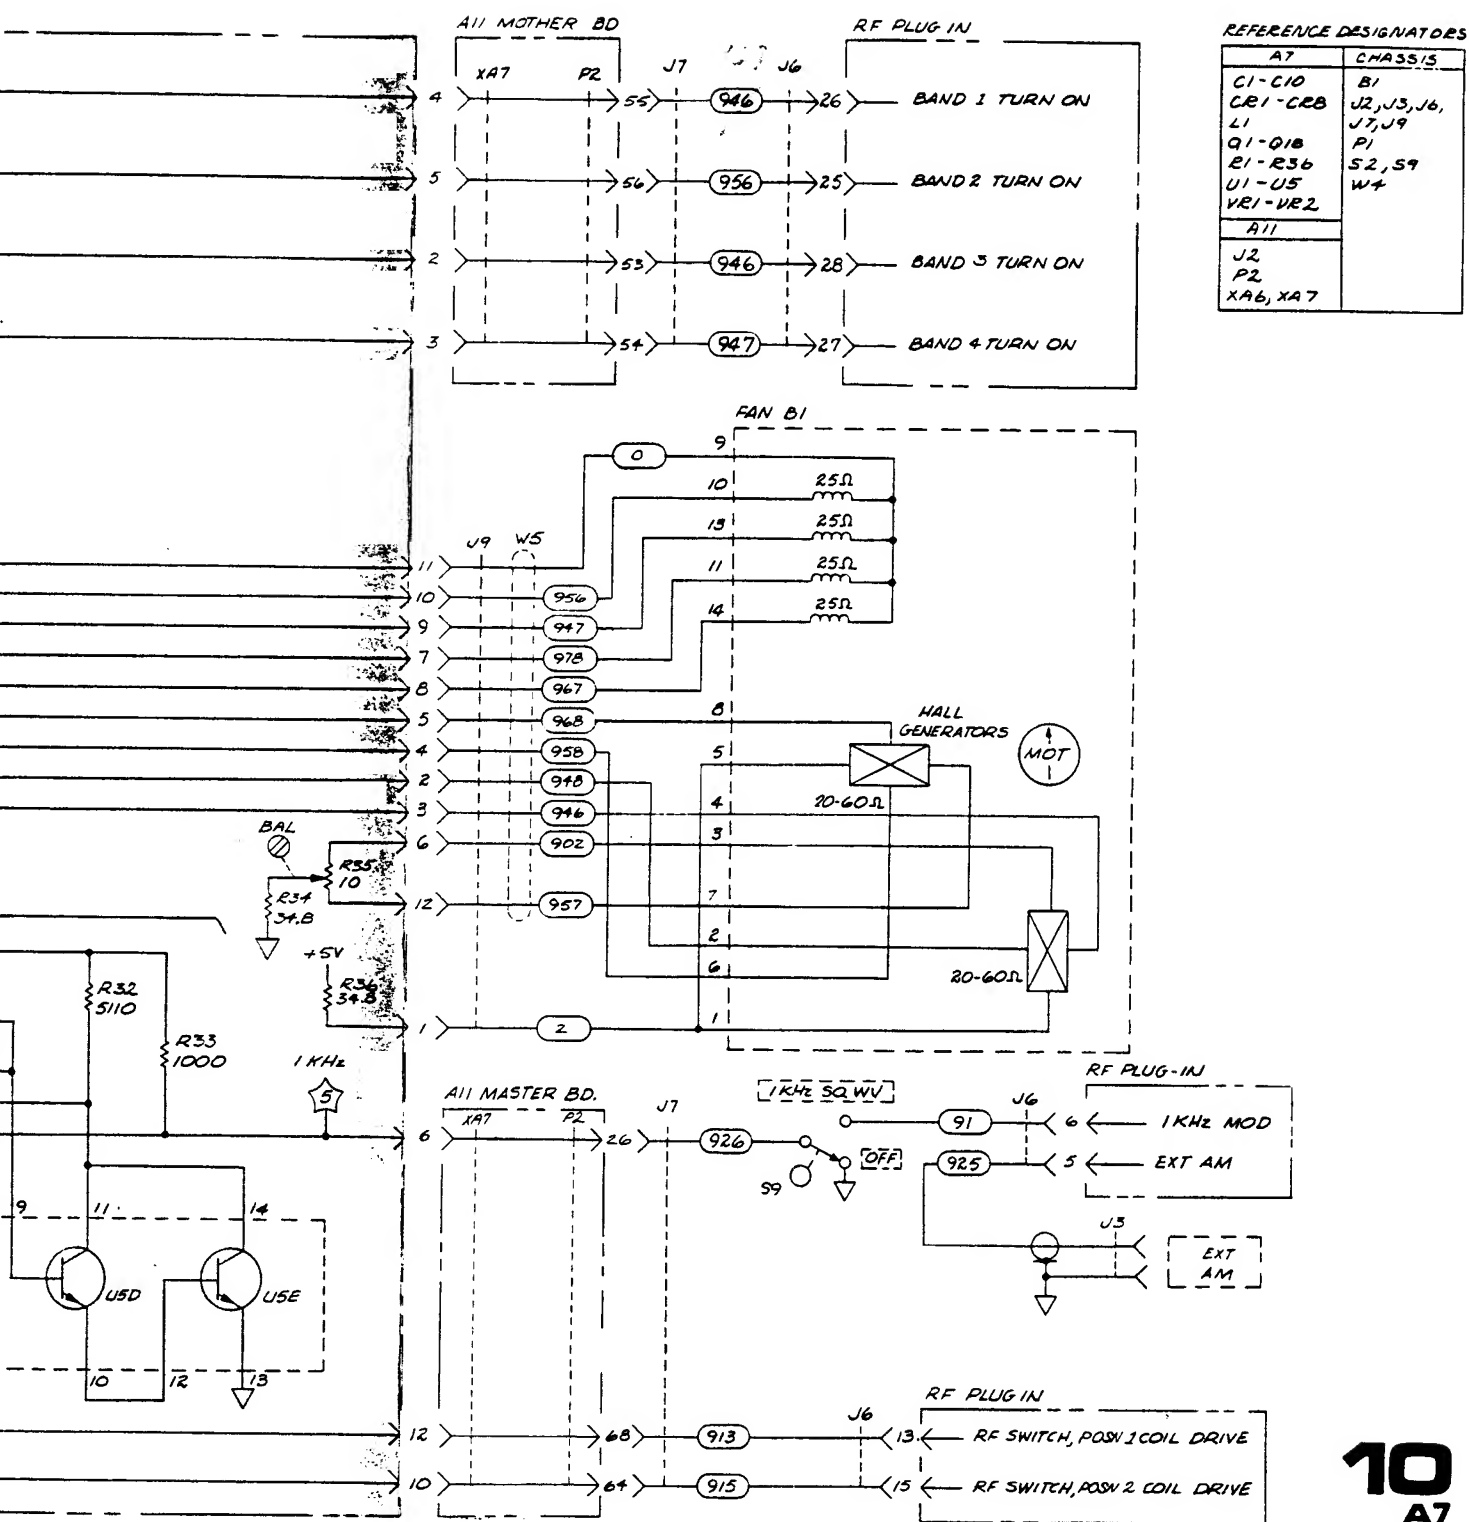 A11 MOTHER BD
RF PLUG IN
REFERENCE DESIGNATORS
A7 CHASSIS
C1-C10 B1
CR1-CR8 J2,J3,J6,
L1 J7,J9
Q1-Q18 P1
R1-R36 S2,S9
U1-U5 W4
VR1-VR2
A11
J2
P2
XA6, XA7
XA7 P2 J7 J6
4 55 946 26 BAND 1 TURN ON
5 56 956 25 BAND 2 TURN ON
2 53 946 28 BAND 3 TURN ON
3 54 947 27 BAND 4 TURN ON
FAN B1
0 9
10 25Ω
13 25Ω
11 25Ω
14 25Ω
J9 W5
11
10 956
9 947
7 978
8 967
5 968 8
4 958 5
2 948
3 946 4
6 902 3
12 957 7
2
6
1 2 1
HALL
GENERATORS
MOT
20-60Ω
20-60Ω
BAL
R35
10
R34
34.8
+5V
R36
34.8
R32
5110
R33
1000
1 KHz
5
A11 MASTER BD.
XA7 P2 J7
6 26 926
1KHz SQ WV
OFF
S9
RF PLUG-IN
J6
91 6 1KHz MOD
925 5 EXT AM
J3
EXT
AM
9 11 14
U5D U5E
10 12 13
RF PLUG IN
J6
12 68 913 13 RF SWITCH, POSN 1 COIL DRIVE
10 64 915 15 RF SWITCH, POSN 2 COIL DRIVE
10
A7